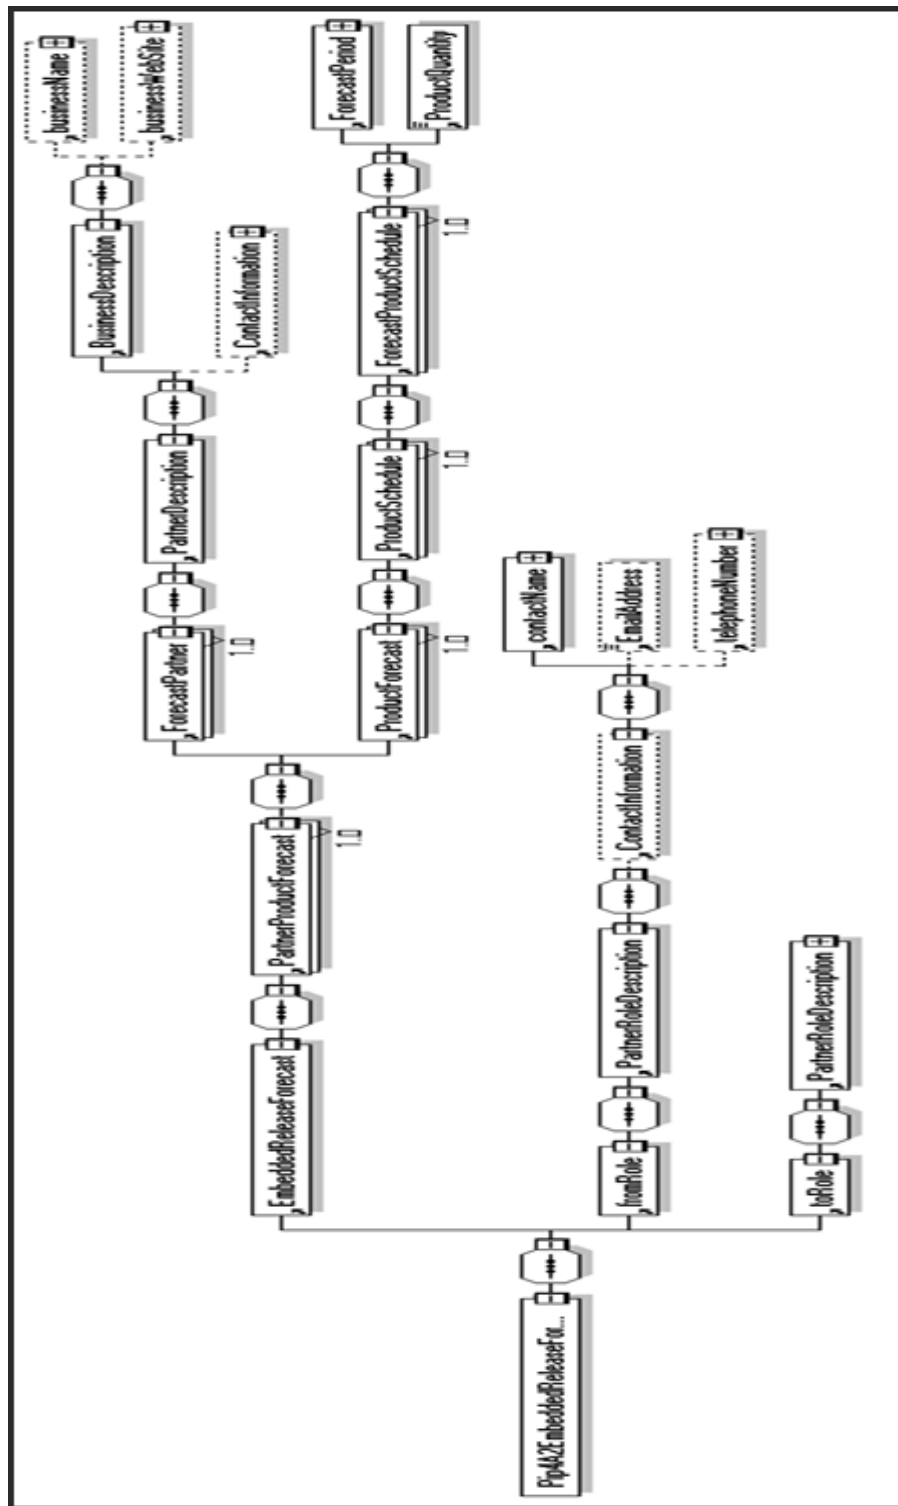 Pip4A2EmbeddedReleaseFor...
EmbeddedReleaseForecast
PartnerProductForecast
1..∞
ForecastPartner
1..∞
PartnerDescription
BusinessDescription
businessName
businessWebSite
ContactInformation
ProductForecast
1..∞
ProductSchedule
1..∞
ForecastProductSchedule
1..∞
ForecastPeriod
ProductQuantity
fromRole
PartnerRoleDescription
ContactInformation
contactName
EmailAddress
telephoneNumber
toRole
PartnerRoleDescription